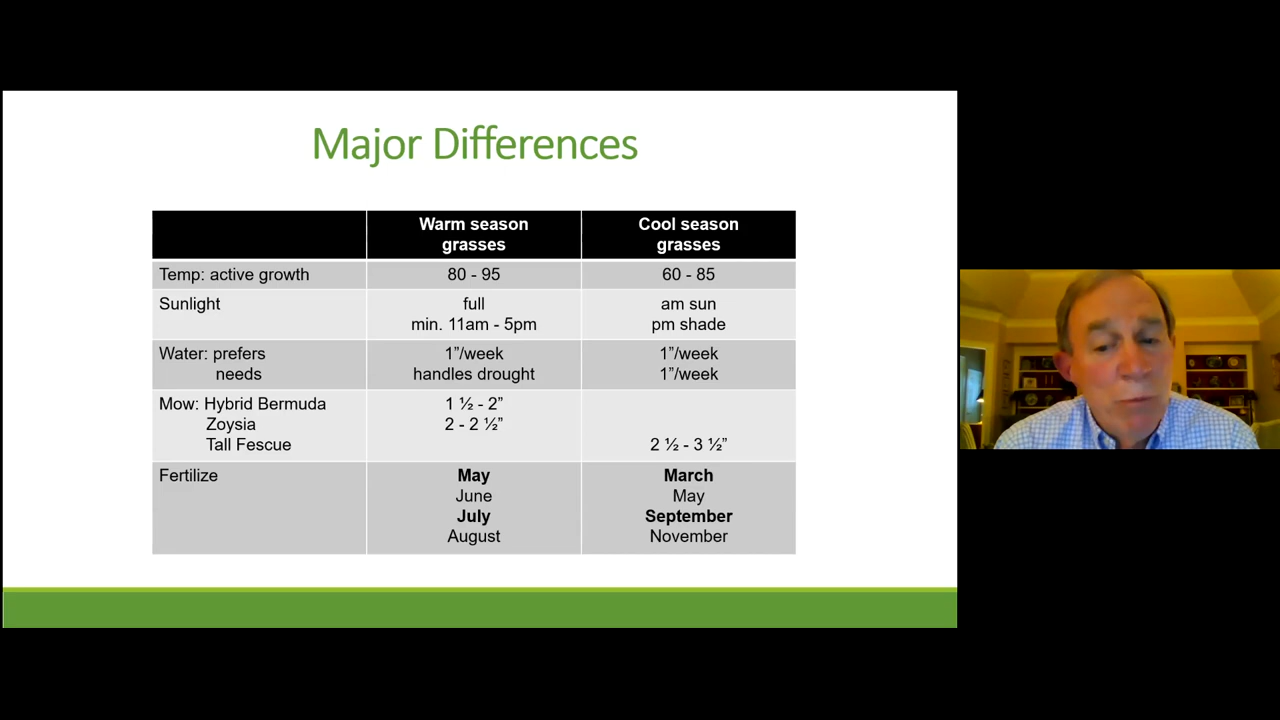 Major Differences
Warm season
grasses
Cool season
grasses
Temp: active growth
80 - 95
60 - 85
Sunlight
full
min. 11am - 5pm
am sun
pm shade
Water: prefers
needs
1”/week
handles drought
1”/week
1”/week
Mow: Hybrid Bermuda
Zoysia
Tall Fescue
1 ½ - 2”
2 - 2 ½”
2 ½ - 3 ½”
Fertilize
May
June
July
August
March
May
September
November